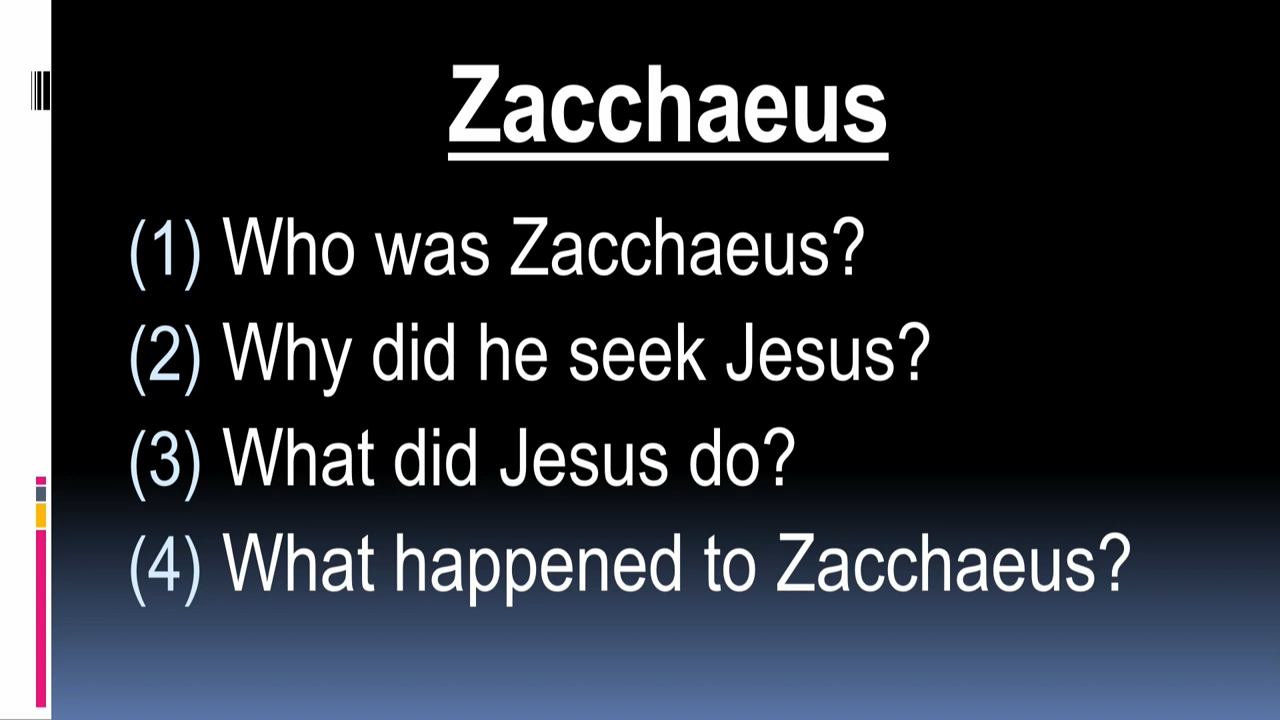 Zacchaeus
(1) Who was Zacchaeus?
(2) Why did he seek Jesus?
(3) What did Jesus do?
(4) What happened to Zacchaeus?